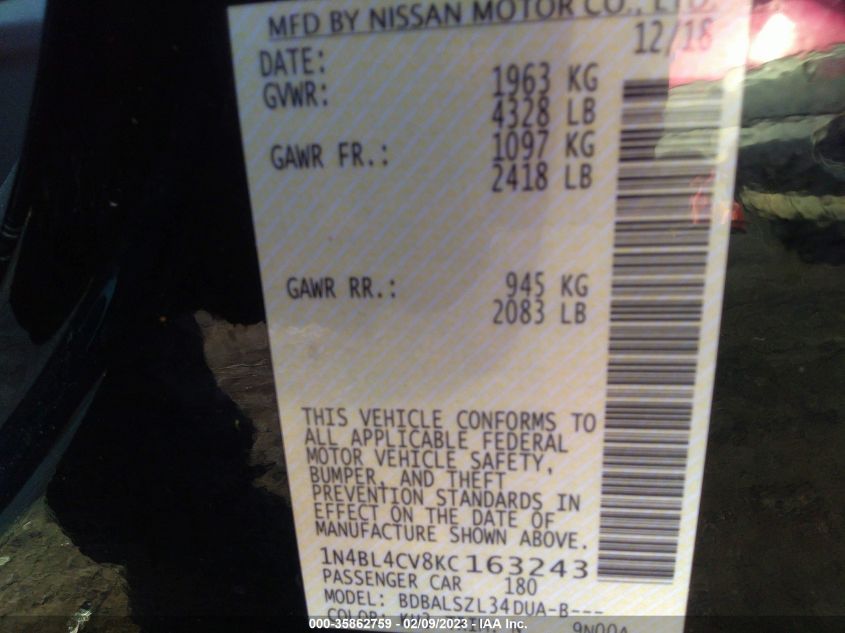 MFD BY NISSAN MOTOR CO., LTD.
DATE: 12/18
GVWR: 1963 KG
4328 LB
GAWR FR.: 1097 KG
2418 LB
GAWR RR.: 945 KG
2083 LB
THIS VEHICLE CONFORMS TO
ALL APPLICABLE FEDERAL
MOTOR VEHICLE SAFETY,
BUMPER, AND THEFT
PREVENTION STANDARDS IN
EFFECT ON THE DATE OF
MANUFACTURE SHOWN ABOVE.
1N4BL4CV8KC163243
PASSENGER CAR 180
MODEL: BDBALSZL34DUA-B---
COLOR:
000-35862759 - 02/09/2023 - IAA Inc.